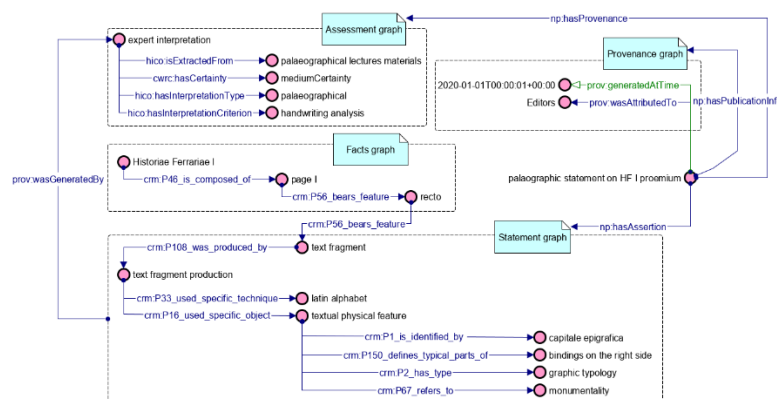 Assessment graph
np:hasProvenance
expert interpretation
hico:isExtractedFrom
palaeographical lectures materials
cwrc:hasCertainty
mediumCertainty
hico:hasInterpretationType
palaeographical
hico:hasInterpretationCriterion
handwriting analysis
Provenance graph
2020-01-01T00:00:01+00:00
prov:generatedAtTime
Editors
prov:wasAttributedTo
np:hasPublicationInf
Facts graph
Historiae Ferrariae I
crm:P46_is_composed_of
page I
crm:P56_bears_feature
recto
prov:wasGeneratedBy
palaographic statement on HF I proemium
crm:P56_bears_feature
np:hasAssertion
Statement graph
crm:P108_was_produced_by
text fragment
text fragment production
crm:P33_used_specific_technique
latin alphabet
crm:P16_used_specific_object
textual physical feature
crm:P1_is_identified_by
capitale epigrafica
crm:P150_defines_typical_parts_of
bindings on the right side
crm:P2_has_type
graphic typology
crm:P67_refers_to
monumentality